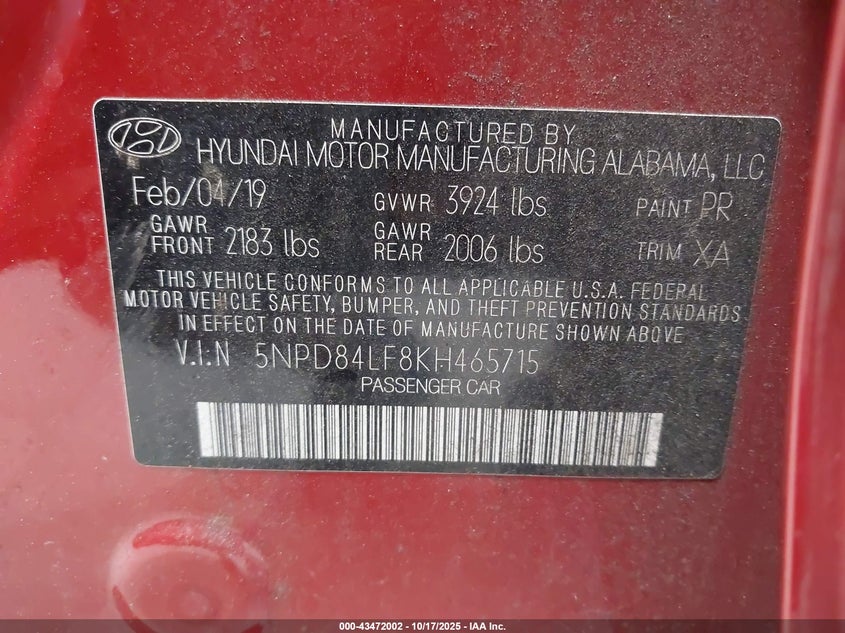 MANUFACTURED BY
HYUNDAI MOTOR MANUFACTURING ALABAMA, LLC
Feb/04/19 GVWR 3924 lbs PAINT PR
GAWR FRONT 2183 lbs GAWR REAR 2006 lbs TRIM XA
THIS VEHICLE CONFORMS TO ALL APPLICABLE U.S.A. FEDERAL
MOTOR VEHICLE SAFETY, BUMPER, AND THEFT PREVENTION STANDARDS
IN EFFECT ON THE DATE OF MANUFACTURE SHOWN ABOVE
V.I.N 5NPD84LF8KH465715
PASSENGER CAR
000-43472002 - 10/17/2025 - IAA Inc.